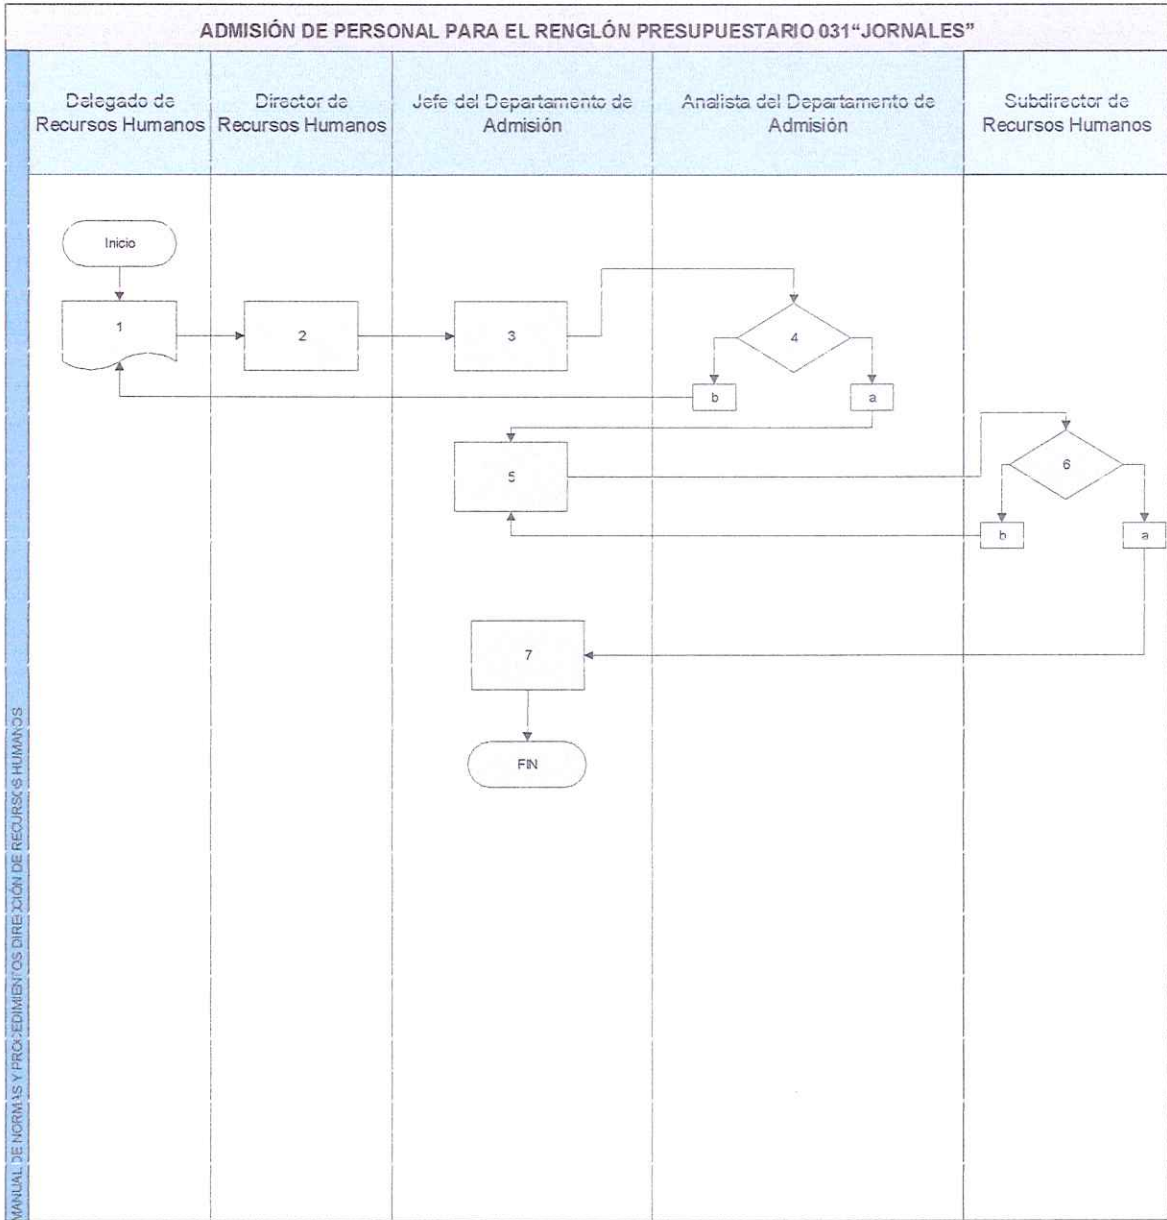 ADMISIÓN DE PERSONAL PARA EL RENGLÓN PRESUPUESTARIO 031“JORNALES”
Delegado de
Recursos Humanos
Director de
Recursos Humanos
Jefe del Departamento de
Admisión
Analista del Departamento de
Admisión
Subdirector de
Recursos Humanos
Inicio
1
2
3
4
b
a
5
6
b
a
7
FIN
MANUAL DE NORMAS Y PROCEDIMIENTOS DIRECCIÓN DE RECURSOS HUMANOS